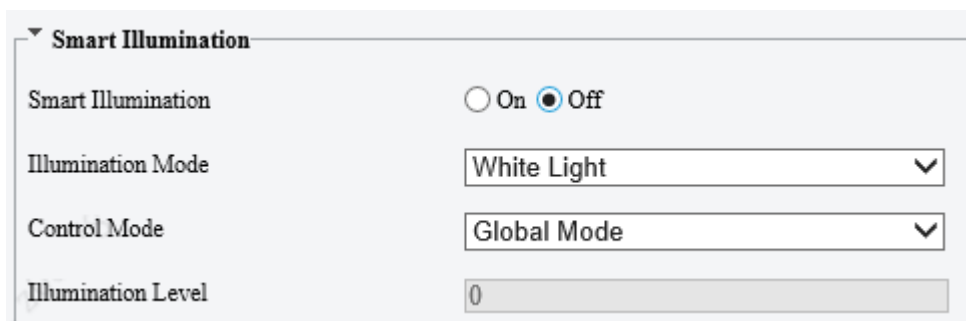 Smart Illumination
Smart Illumination On Off
Illumination Mode White Light
Control Mode Global Mode
Illumination Level 0